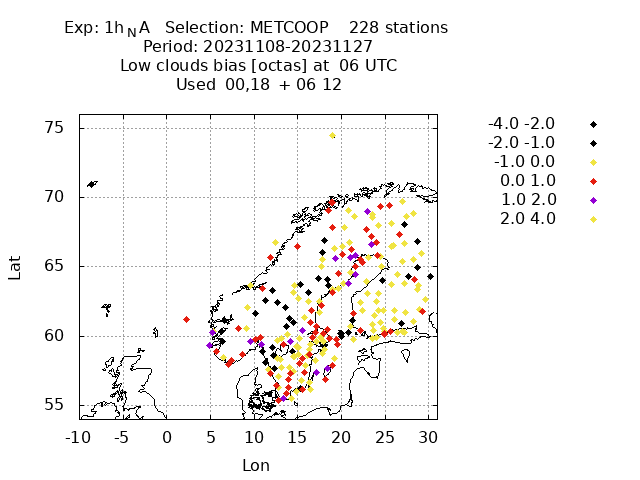 Exp: 1h N A Selection: METCOOP 228 stations
Period: 20231108-20231127
Low clouds bias [octas] at 06 UTC
Used 00,18 + 06 12
-4.0 -2.0
-2.0 -1.0
-1.0 0.0
0.0 1.0
1.0 2.0
2.0 4.0
75
70
65
60
55
Lat
-10 -5 0 5 10 15 20 25 30
Lon